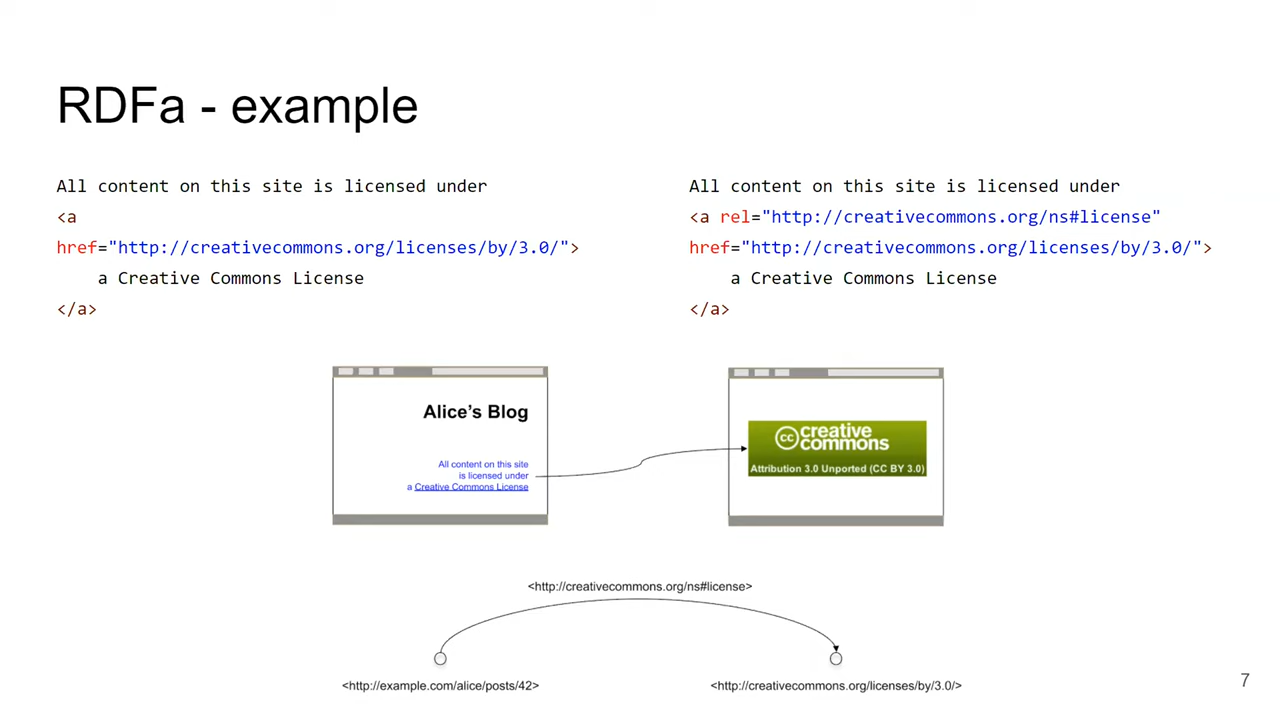 RDFa - example
All content on this site is licensed under
<a
href="http://creativecommons.org/licenses/by/3.0/">
a Creative Commons License
</a>
All content on this site is licensed under
<a rel="http://creativecommons.org/ns#license"
href="http://creativecommons.org/licenses/by/3.0/">
a Creative Commons License
</a>
Alice's Blog
All content on this site
is licensed under
a Creative Commons License
cc creative
commons
Attribution 3.0 Unported (CC BY 3.0)
<http://creativecommons.org/ns#license>
<http://example.com/alice/posts/42>
<http://creativecommons.org/licenses/by/3.0/>
7